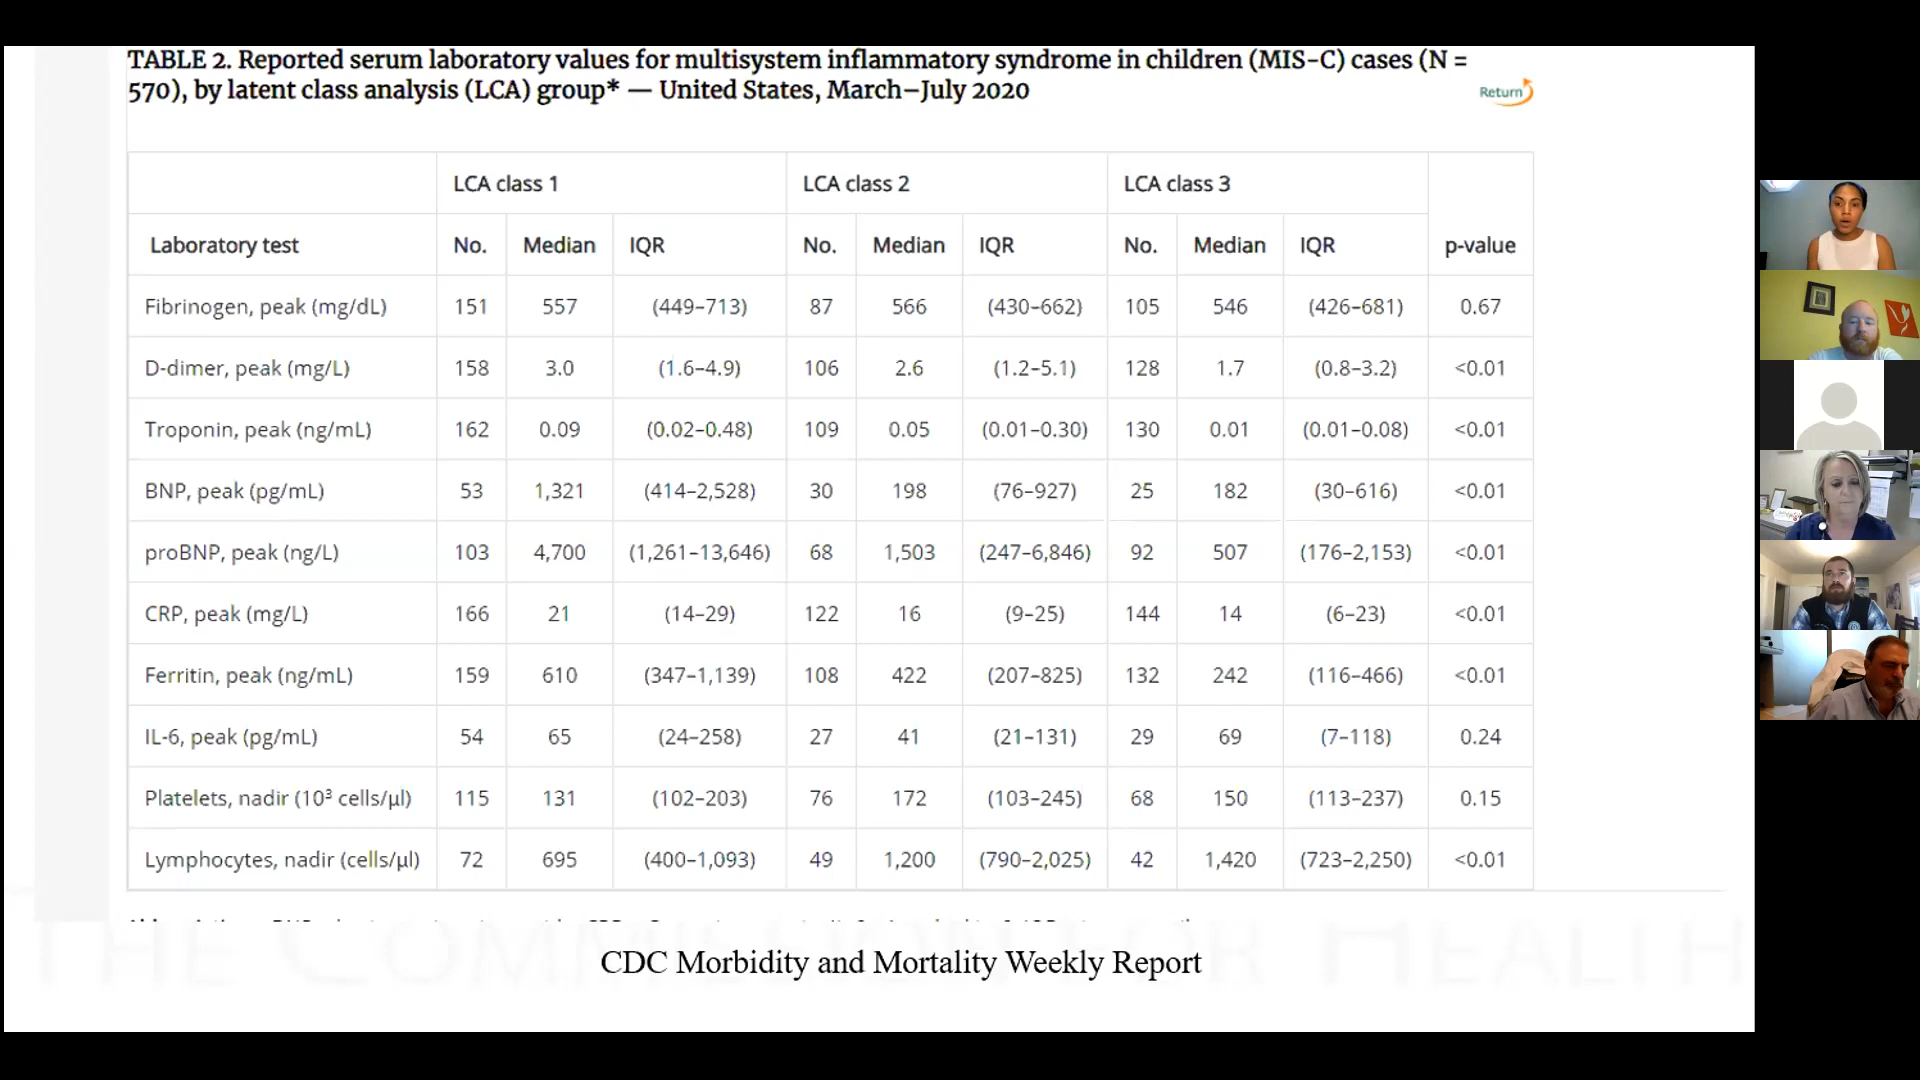 TABLE 2. Reported serum laboratory values for multisystem inflammatory syndrome in children (MIS-C) cases (N =
570), by latent class analysis (LCA) group* — United States, March–July 2020
Return
LCA class 1 LCA class 2 LCA class 3
Laboratory test No. Median IQR No. Median IQR No. Median IQR p-value
Fibrinogen, peak (mg/dL) 151 557 (449–713) 87 566 (430–662) 105 546 (426–681) 0.67
D-dimer, peak (mg/L) 158 3.0 (1.6–4.9) 106 2.6 (1.2–5.1) 128 1.7 (0.8–3.2) <0.01
Troponin, peak (ng/mL) 162 0.09 (0.02–0.48) 109 0.05 (0.01–0.30) 130 0.01 (0.01–0.08) <0.01
BNP, peak (pg/mL) 53 1,321 (414–2,528) 30 198 (76–927) 25 182 (30–616) <0.01
proBNP, peak (ng/L) 103 4,700 (1,261–13,646) 68 1,503 (247–6,846) 92 507 (176–2,153) <0.01
CRP, peak (mg/L) 166 21 (14–29) 122 16 (9–25) 144 14 (6–23) <0.01
Ferritin, peak (ng/mL) 159 610 (347–1,139) 108 422 (207–825) 132 242 (116–466) <0.01
IL-6, peak (pg/mL) 54 65 (24–258) 27 41 (21–131) 29 69 (7–118) 0.24
Platelets, nadir (10³ cells/μl) 115 131 (102–203) 76 172 (103–245) 68 150 (113–237) 0.15
Lymphocytes, nadir (cells/μl) 72 695 (400–1,093) 49 1,200 (790–2,025) 42 1,420 (723–2,250) <0.01
THE COMMISSION FOR HEALTH
CDC Morbidity and Mortality Weekly Report